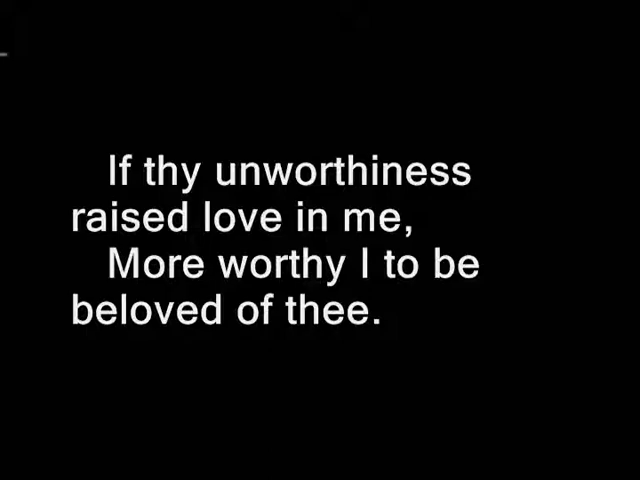 If thy unworthiness
raised love in me,
More worthy I to be
beloved of thee.